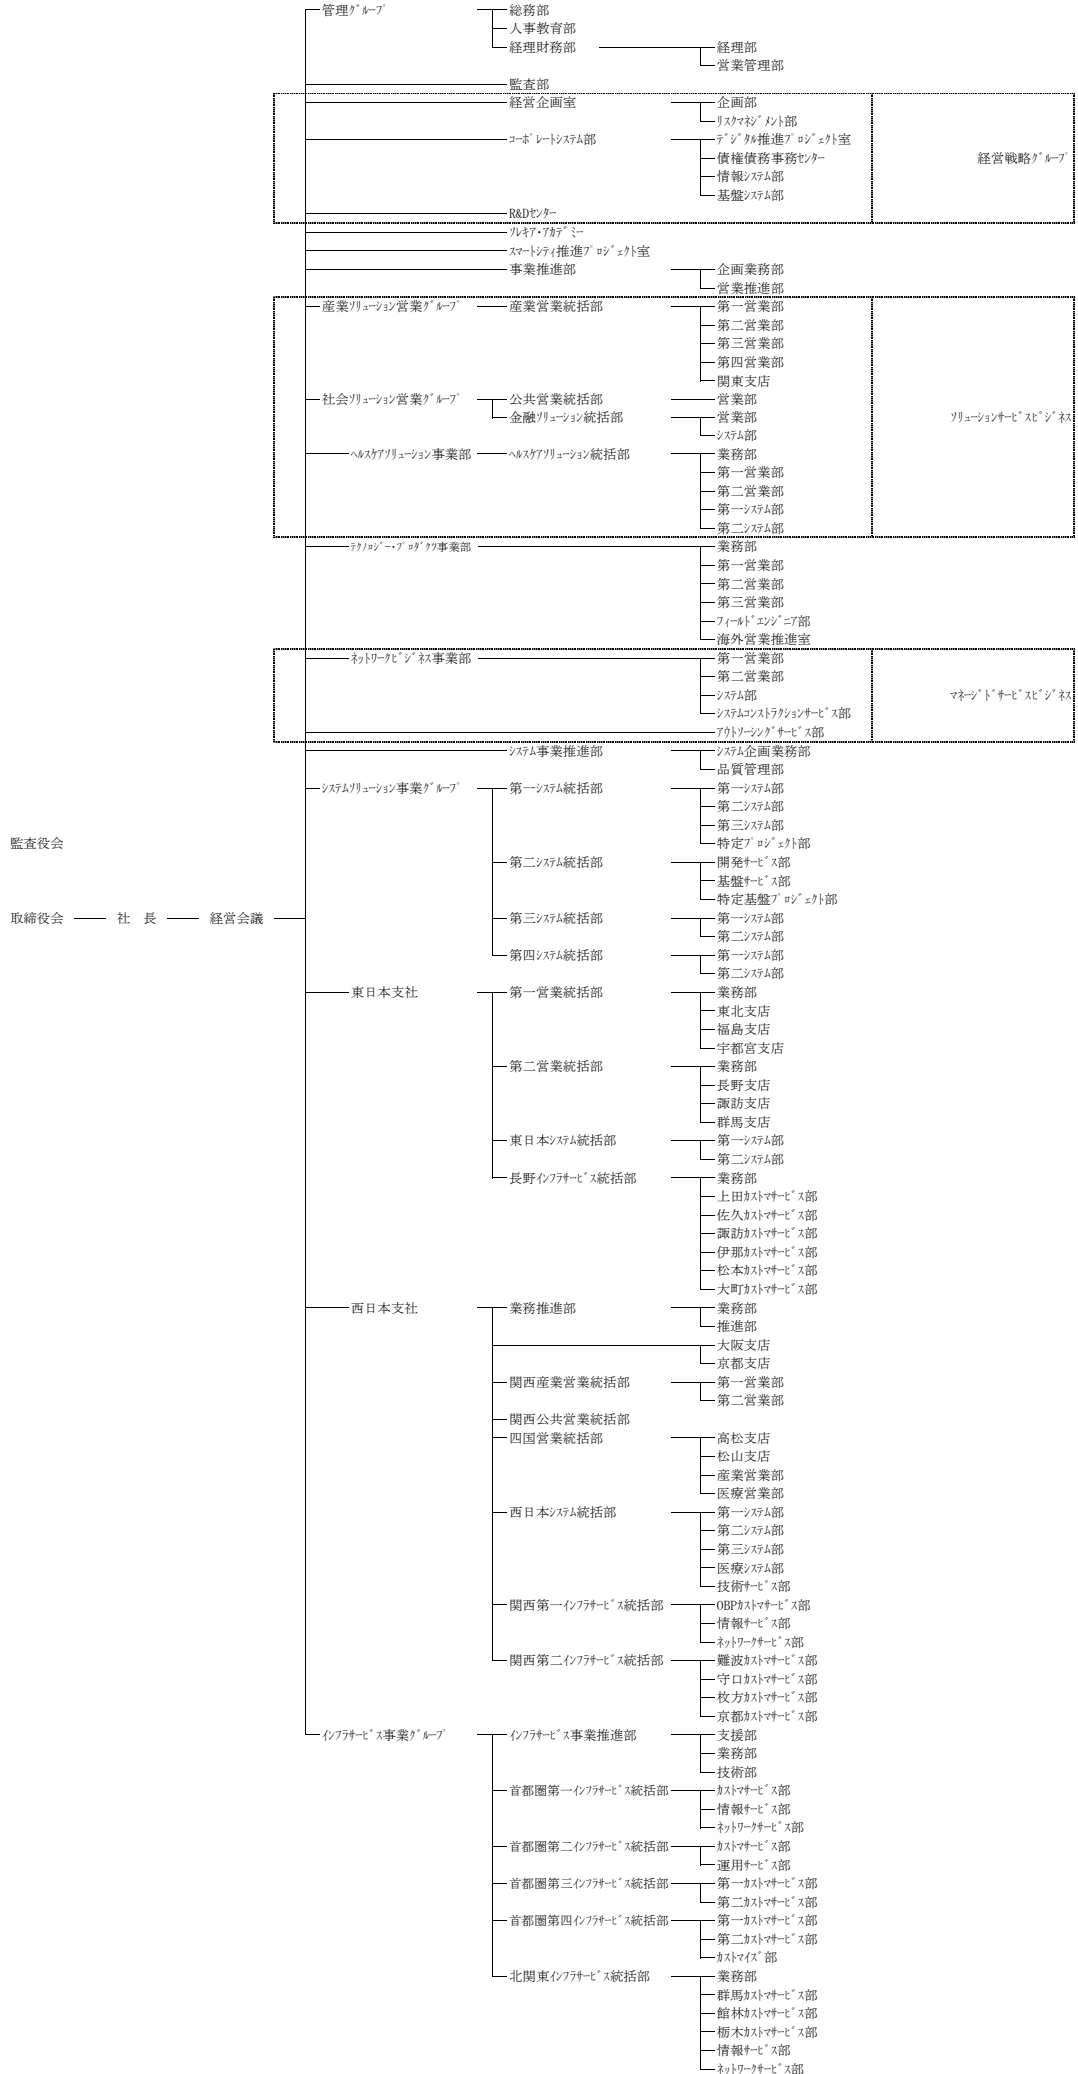 管理ｸﾞﾙｰﾌﾟ 総務部
人事教育部
経理財務部 経理部
営業管理部
監査部
経営企画室 企画部
ﾘｽｸﾏﾈｼﾞﾒﾝﾄ部
ｺｰﾎﾟﾚｰﾄｼｽﾃﾑ部 ﾃﾞｼﾞﾀﾙ推進ﾌﾟﾛｼﾞｪｸﾄ室
債権債務事務ｾﾝﾀｰ 経営戦略ｸﾞﾙｰﾌﾟ
情報ｼｽﾃﾑ部
基盤ｼｽﾃﾑ部
R&Dｾﾝﾀｰ
ｿﾚｷｱ・ｱｶﾃﾞﾐｰ
ｽﾏｰﾄｼﾃｨ推進ﾌﾟﾛｼﾞｪｸﾄ室
事業推進部 企画業務部
営業推進部
産業ｿﾘｭｰｼｮﾝ営業ｸﾞﾙｰﾌﾟ 産業営業統括部 第一営業部
第二営業部
第三営業部
第四営業部
関東支店
社会ｿﾘｭｰｼｮﾝ営業ｸﾞﾙｰﾌﾟ 公共営業統括部 営業部
金融ｿﾘｭｰｼｮﾝ統括部 営業部 ｿﾘｭｰｼｮﾝｻｰﾋﾞｽﾋﾞｼﾞﾈｽ
ｼｽﾃﾑ部
ﾍﾙｽｹｱｿﾘｭｰｼｮﾝ事業部 ﾍﾙｽｹｱｿﾘｭｰｼｮﾝ統括部 業務部
第一営業部
第二営業部
第一ｼｽﾃﾑ部
第二ｼｽﾃﾑ部
ﾃｸﾉﾛｼﾞｰ・ﾌﾟﾛﾀﾞｸﾂ事業部 業務部
第一営業部
第二営業部
第三営業部
ﾌｨｰﾙﾄﾞｴﾝｼﾞﾆｱ部
海外営業推進室
ﾈｯﾄﾜｰｸﾋﾞｼﾞﾈｽ事業部 第一営業部
第二営業部
ｼｽﾃﾑ部 ﾏﾈｰｼﾞﾄﾞｻｰﾋﾞｽﾋﾞｼﾞﾈｽ
ｼｽﾃﾑｺﾝｽﾄﾗｸｼｮﾝｻｰﾋﾞｽ部
ｱｳﾄｿｰｼﾝｸﾞｻｰﾋﾞｽ部
ｼｽﾃﾑ事業推進部 ｼｽﾃﾑ企画業務部
品質管理部
ｼｽﾃﾑｿﾘｭｰｼｮﾝ事業ｸﾞﾙｰﾌﾟ 第一ｼｽﾃﾑ統括部 第一ｼｽﾃﾑ部
第二ｼｽﾃﾑ部
第三ｼｽﾃﾑ部
監査役会 特定ﾌﾟﾛｼﾞｪｸﾄ部
第二ｼｽﾃﾑ統括部 開発ｻｰﾋﾞｽ部
基盤ｻｰﾋﾞｽ部
特定基盤ﾌﾟﾛｼﾞｪｸﾄ部
取締役会 社 長 経営会議 第三ｼｽﾃﾑ統括部 第一ｼｽﾃﾑ部
第二ｼｽﾃﾑ部
第四ｼｽﾃﾑ統括部 第一ｼｽﾃﾑ部
第二ｼｽﾃﾑ部
東日本支社 第一営業統括部 業務部
東北支店
福島支店
宇都宮支店
第二営業統括部 業務部
長野支店
諏訪支店
群馬支店
東日本ｼｽﾃﾑ統括部 第一ｼｽﾃﾑ部
第二ｼｽﾃﾑ部
長野ｲﾝﾌﾗｻｰﾋﾞｽ統括部 業務部
上田ｶｽﾄﾏｻｰﾋﾞｽ部
佐久ｶｽﾄﾏｻｰﾋﾞｽ部
諏訪ｶｽﾄﾏｻｰﾋﾞｽ部
伊那ｶｽﾄﾏｻｰﾋﾞｽ部
松本ｶｽﾄﾏｻｰﾋﾞｽ部
大町ｶｽﾄﾏｻｰﾋﾞｽ部
西日本支社 業務推進部 業務部
推進部
大阪支店
京都支店
関西産業営業統括部 第一営業部
第二営業部
関西公共営業統括部
四国営業統括部 高松支店
松山支店
産業営業部
医療営業部
西日本ｼｽﾃﾑ統括部 第一ｼｽﾃﾑ部
第二ｼｽﾃﾑ部
第三ｼｽﾃﾑ部
医療ｼｽﾃﾑ部
技術ｻｰﾋﾞｽ部
関西第一ｲﾝﾌﾗｻｰﾋﾞｽ統括部 OBPｶｽﾄﾏｻｰﾋﾞｽ部
情報ｻｰﾋﾞｽ部
ﾈｯﾄﾜｰｸｻｰﾋﾞｽ部
関西第二ｲﾝﾌﾗｻｰﾋﾞｽ統括部 難波ｶｽﾄﾏｻｰﾋﾞｽ部
守口ｶｽﾄﾏｻｰﾋﾞｽ部
枚方ｶｽﾄﾏｻｰﾋﾞｽ部
京都ｶｽﾄﾏｻｰﾋﾞｽ部
ｲﾝﾌﾗｻｰﾋﾞｽ事業ｸﾞﾙｰﾌﾟ ｲﾝﾌﾗｻｰﾋﾞｽ事業推進部 支援部
業務部
技術部
首都圏第一ｲﾝﾌﾗｻｰﾋﾞｽ統括部 ｶｽﾄﾏｻｰﾋﾞｽ部
情報ｻｰﾋﾞｽ部
ﾈｯﾄﾜｰｸｻｰﾋﾞｽ部
首都圏第二ｲﾝﾌﾗｻｰﾋﾞｽ統括部 ｶｽﾄﾏｻｰﾋﾞｽ部
運用ｻｰﾋﾞｽ部
首都圏第三ｲﾝﾌﾗｻｰﾋﾞｽ統括部 第一ｶｽﾄﾏｻｰﾋﾞｽ部
第二ｶｽﾄﾏｻｰﾋﾞｽ部
首都圏第四ｲﾝﾌﾗｻｰﾋﾞｽ統括部 第一ｶｽﾄﾏｻｰﾋﾞｽ部
第二ｶｽﾄﾏｻｰﾋﾞｽ部
ｶｽﾄﾏｲｽﾞ部
北関東ｲﾝﾌﾗｻｰﾋﾞｽ統括部 業務部
群馬ｶｽﾄﾏｻｰﾋﾞｽ部
館林ｶｽﾄﾏｻｰﾋﾞｽ部
栃木ｶｽﾄﾏｻｰﾋﾞｽ部
情報ｻｰﾋﾞｽ部
ﾈｯﾄﾜｰｸｻｰﾋﾞｽ部